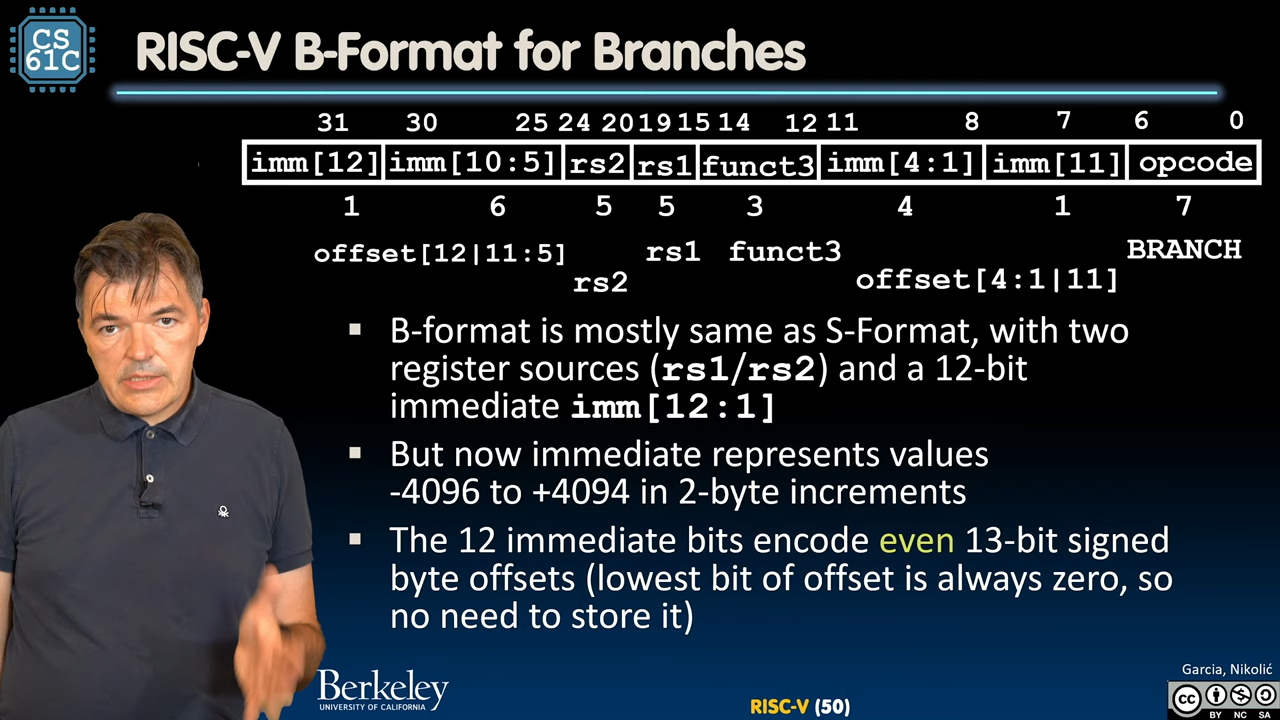 CS
61C
RISC-V B-Format for Branches
31 30 25 24 20 19 15 14 12 11 8 7 6 0
imm[12] imm[10:5] rs2 rs1 funct3 imm[4:1] imm[11] opcode
1 6 5 5 3 4 1 7
offset[12|11:5] rs1 funct3 BRANCH
rs2 offset[4:1|11]
▪ B-format is mostly same as S-Format, with two
register sources (rs1/rs2) and a 12-bit
immediate imm[12:1]
▪ But now immediate represents values
-4096 to +4094 in 2-byte increments
▪ The 12 immediate bits encode even 13-bit signed
byte offsets (lowest bit of offset is always zero, so
no need to store it)
Berkeley
UNIVERSITY OF CALIFORNIA
RISC-V (50)
Garcia, Nikolić
cc
BY NC SA